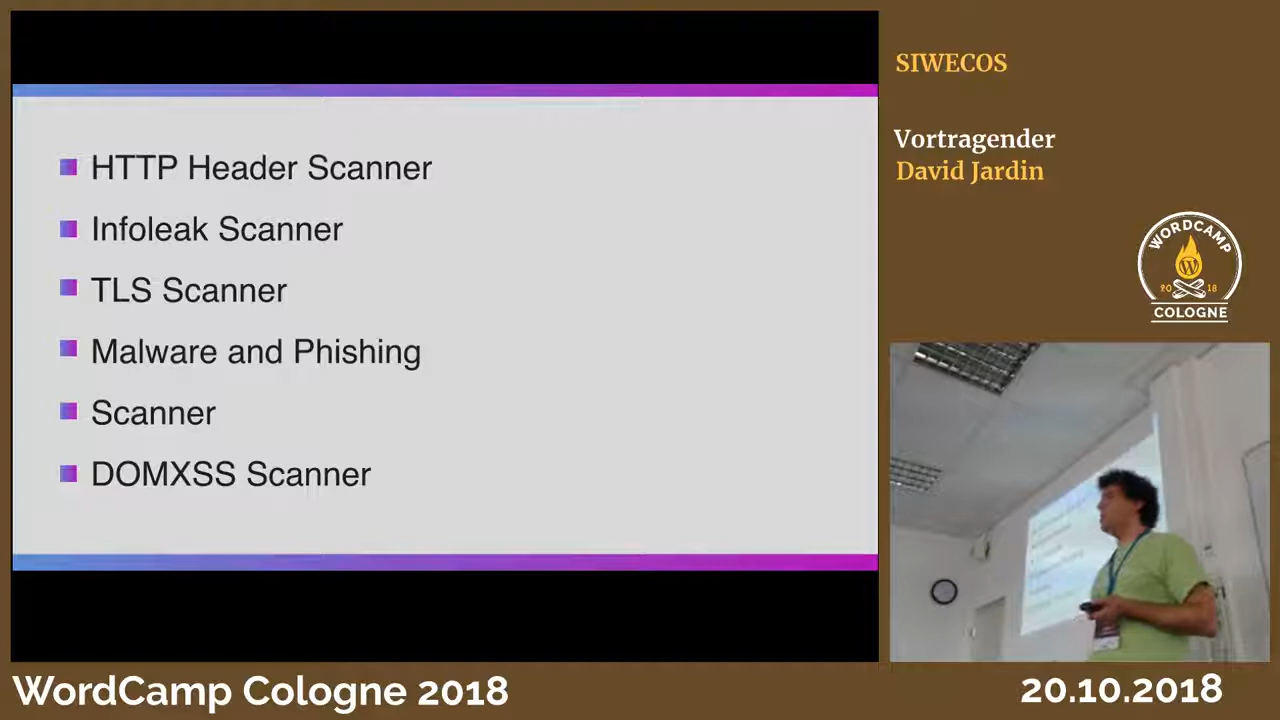 HTTP Header Scanner
Infoleak Scanner
TLS Scanner
Malware and Phishing
Scanner
DOMXSS Scanner
SIWECOS
Vortragender
David Jardin
WORDCAMP
2018
COLOGNE
WordCamp Cologne 2018
20.10.2018